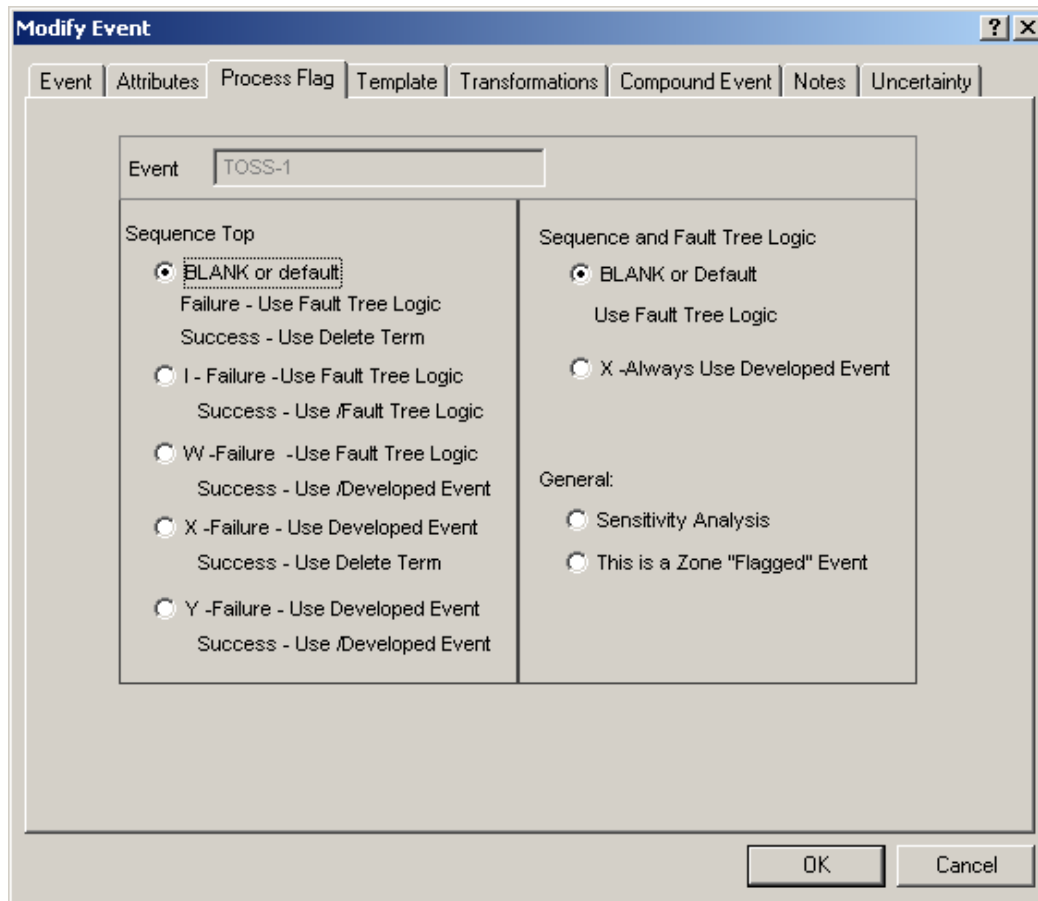 Modify Event
Event Attributes Process Flag Template Transformations Compound Event Notes Uncertainty
Event TOSS-1
Sequence Top
BLANK or default
Failure - Use Fault Tree Logic
Success - Use Delete Term
I - Failure -Use Fault Tree Logic
Success - Use /Fault Tree Logic
W -Failure -Use Fault Tree Logic
Success - Use /Developed Event
X -Failure - Use Developed Event
Success - Use Delete Term
Y -Failure - Use Developed Event
Success - Use /Developed Event
Sequence and Fault Tree Logic
BLANK or Default
Use Fault Tree Logic
X -Always Use Developed Event
General:
Sensitivity Analysis
This is a Zone "Flagged" Event
OK Cancel